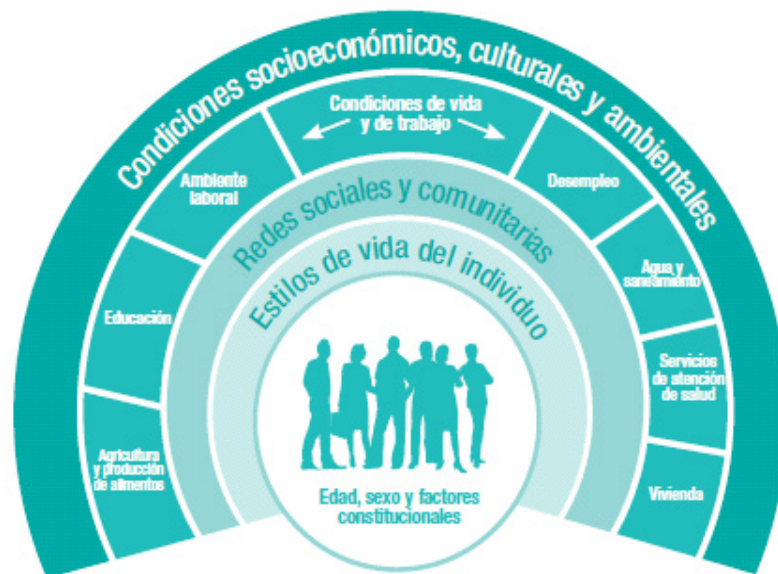 Condiciones socioeconómicos, culturales y ambientales
Condiciones de vida
y de trabajo
Ambiente
laboral
Desempleo
Redes sociales y comunitarias
Agua y
saneamiento
Estilos de vida del individuo
Educación
Servicios
de atención
de salud
Agricultura
y producción
de alimentos
Vivienda
Edad, sexo y factores
constitucionales